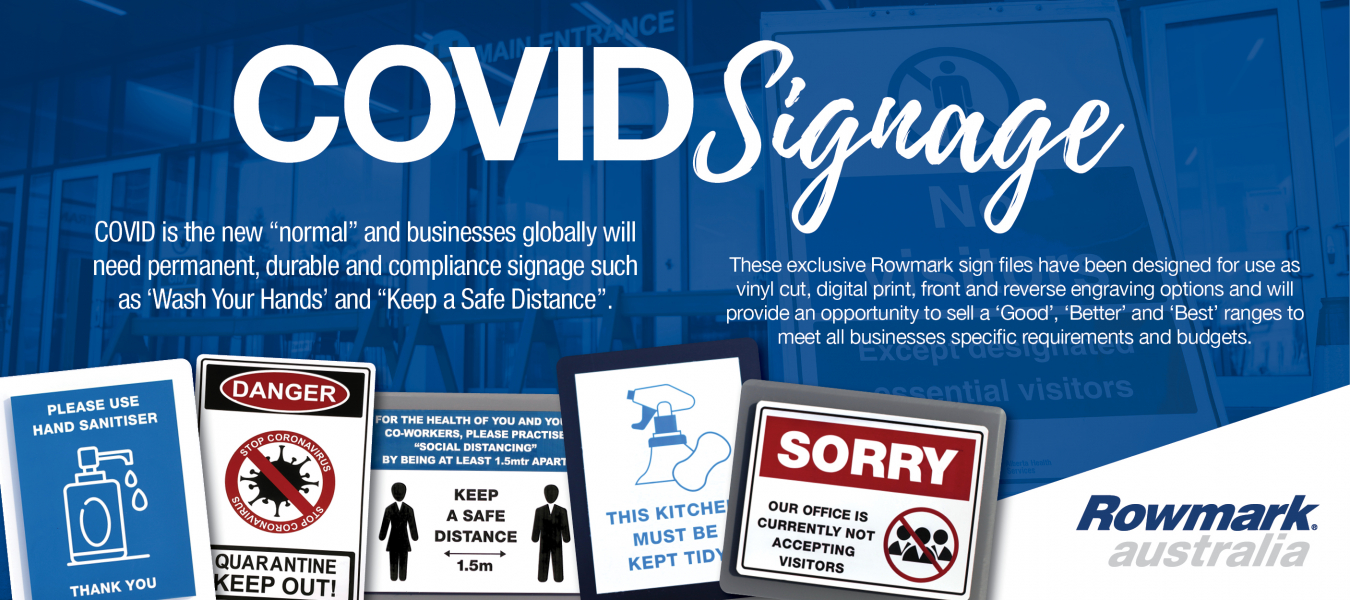 MAIN ENTRANCE
COVID Signage
COVID is the new “normal” and businesses globally will
need permanent, durable and compliance signage such
as ‘Wash Your Hands’ and “Keep a Safe Distance”.
These exclusive Rowmark sign files have been designed for use as
vinyl cut, digital print, front and reverse engraving options and will
provide an opportunity to sell a ‘Good’, ‘Better’ and ‘Best’ ranges to
meet all businesses specific requirements and budgets.
Except designated
essential visitors
PLEASE USE
HAND SANITISER
THANK YOU
DANGER
STOP CORONAVIRUS
STOP CORONAVIRUS
QUARANTINE
KEEP OUT!
FOR THE HEALTH OF YOU AND YOU
CO-WORKERS, PLEASE PRACTISE
“SOCIAL DISTANCING”
BY BEING AT LEAST 1.5mtr APART
KEEP
A SAFE
DISTANCE
1.5m
THIS KITCHE
MUST BE
KEPT TIDY
SORRY
OUR OFFICE IS
CURRENTLY NOT
ACCEPTING
VISITORS
Rowmark®
australia